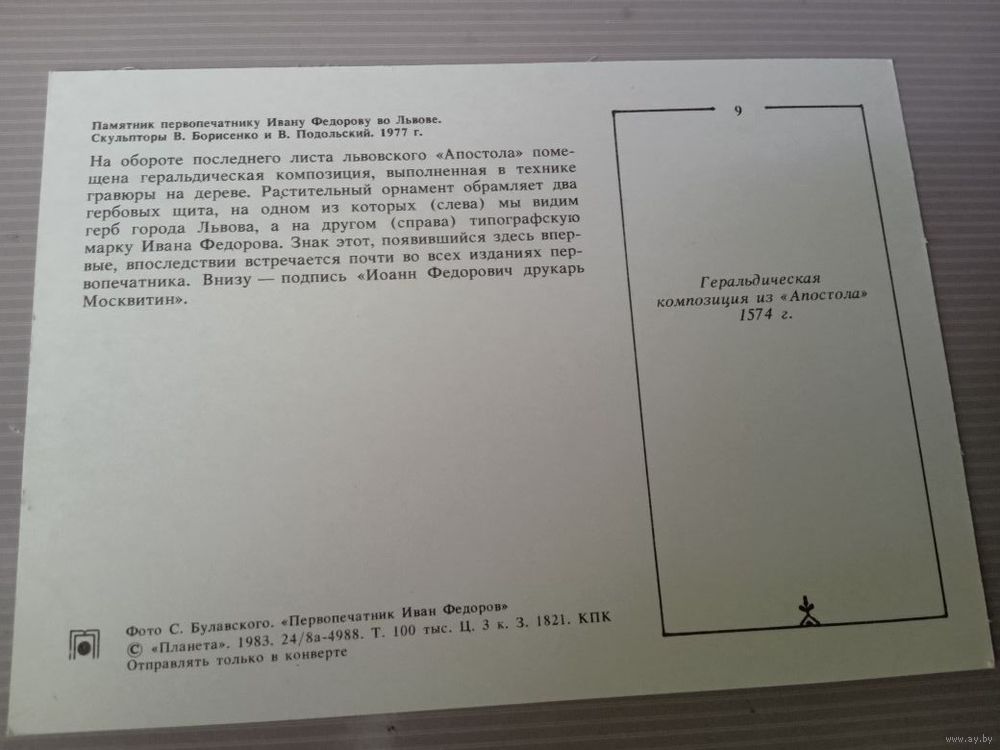 Памятник первопечатнику Ивану Федорову во Львове.
Скульпторы В. Борисенко и В. Подольский. 1977 г.
На обороте последнего листа львовского «Апостола» поме-
щена геральдическая композиция, выполненная в технике
гравюры на дереве. Растительный орнамент обрамляет два
гербовых щита, на одном из которых (слева) мы видим
герб города Львова, а на другом (справа) типографскую
марку Ивана Федорова. Знак этот, появившийся здесь впер-
вые, впоследствии встречается почти во всех изданиях пер-
вопечатника. Внизу — подпись «Иоанн Федорович друкарь
Москвитин».
9
Геральдическая
композиция из «Апостола»
1574 г.
Фото С. Булавского. «Первопечатник Иван Федоров»
© «Планета». 1983. 24/8а-4988. Т. 100 тыс. Ц. 3 к. З. 1821. КПК
Отправлять только в конверте
www.ay.by